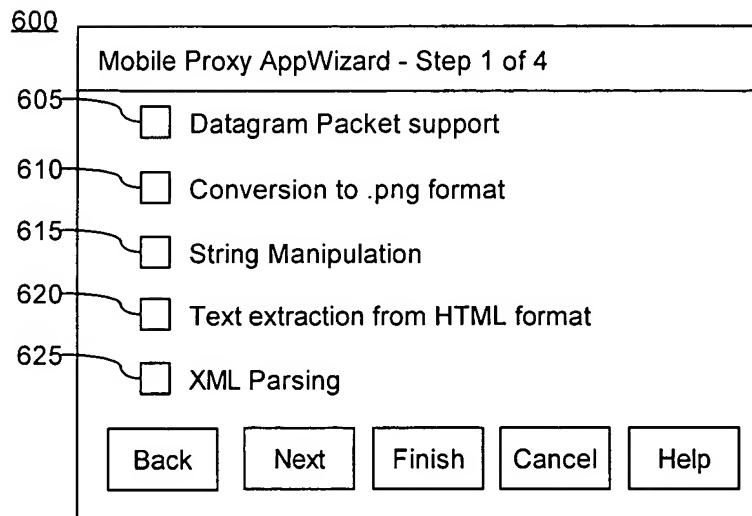 600
Mobile Proxy AppWizard - Step 1 of 4
605 Datagram Packet support
610 Conversion to .png format
615 String Manipulation
620 Text extraction from HTML format
625 XML Parsing
Back Next Finish Cancel Help